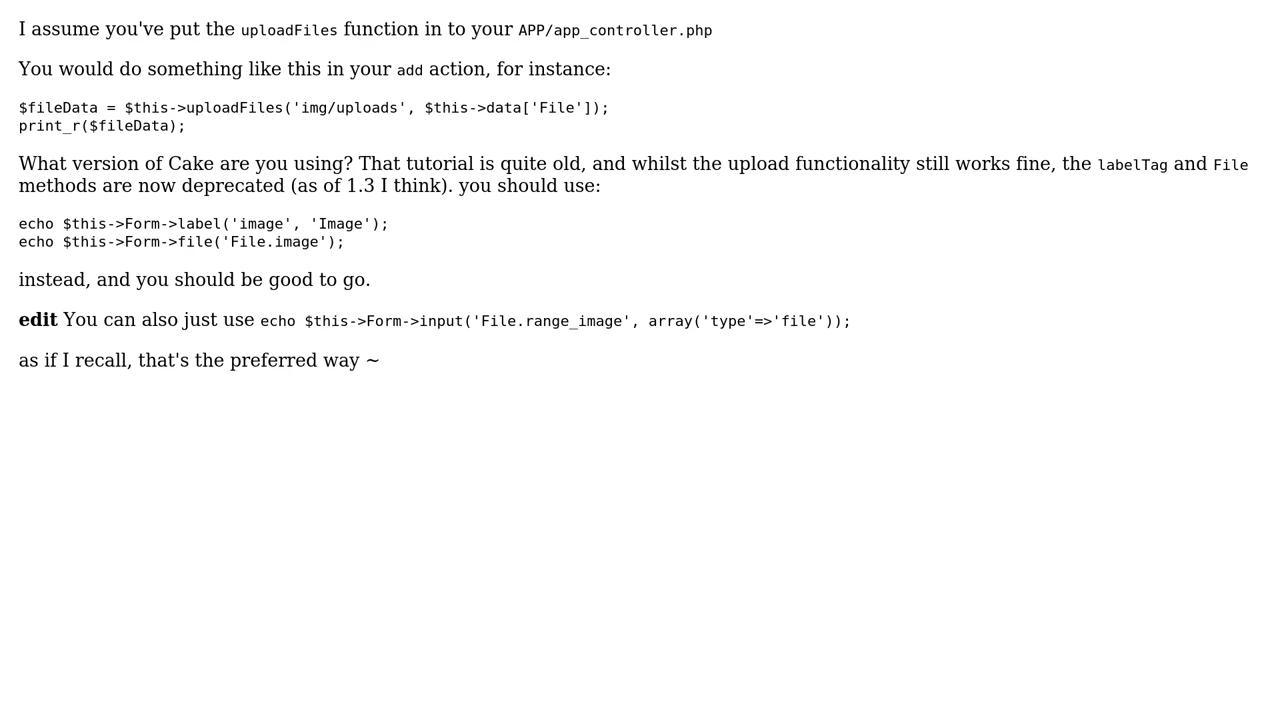 I assume you've put the uploadFiles function in to your APP/app_controller.php
You would do something like this in your add action, for instance:
$fileData = $this->uploadFiles('img/uploads', $this->data['File']);
print_r($fileData);
What version of Cake are you using? That tutorial is quite old, and whilst the upload functionality still works fine, the labelTag and File
methods are now deprecated (as of 1.3 I think). you should use:
echo $this->Form->label('image', 'Image');
echo $this->Form->file('File.image');
instead, and you should be good to go.
edit You can also just use echo $this->Form->input('File.range_image', array('type'=>'file'));
as if I recall, that's the preferred way ~